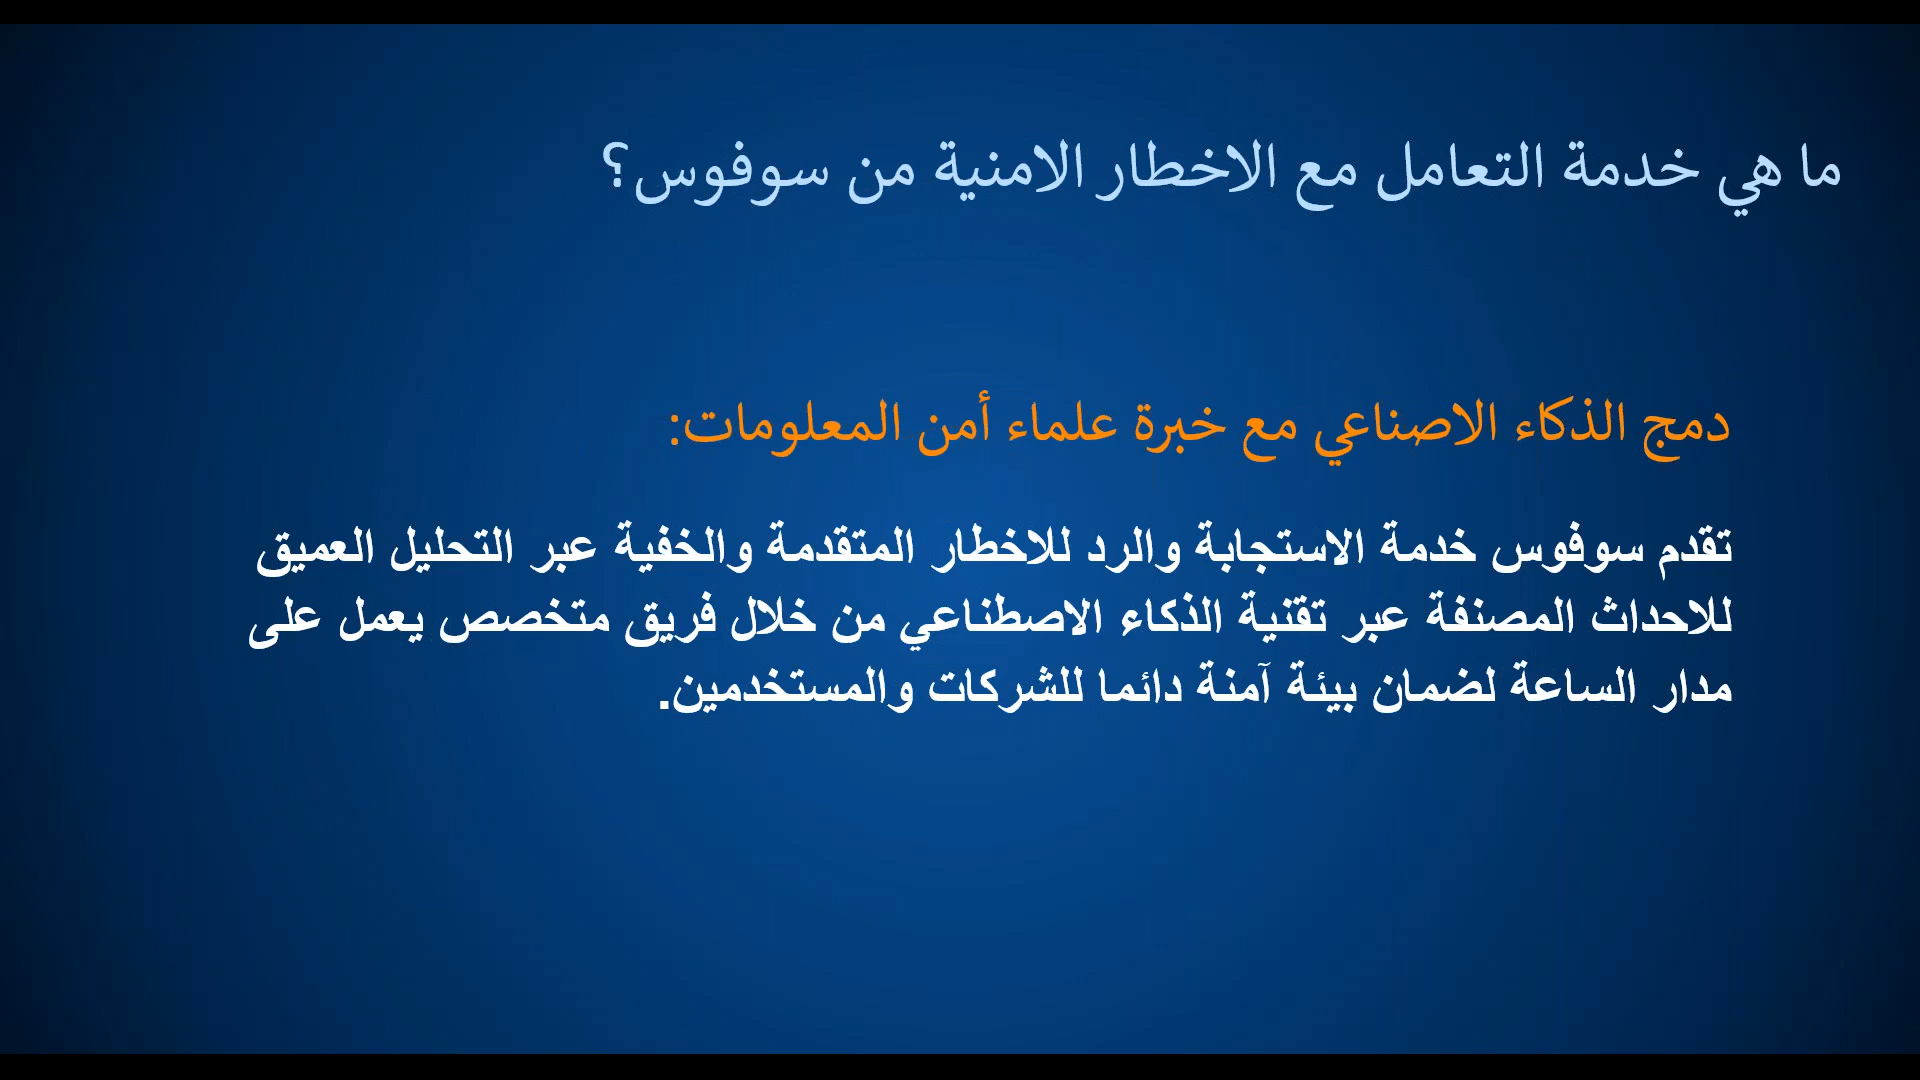 ما هي خدمة التعامل مع الاخطار الامنية من سوفوس؟
دمج الذكاء الاصناعي مع خبرة علماء أمن المعلومات:
تقدم سوفوس خدمة الاستجابة والرد للاخطار المتقدمة والخفية عبر التحليل العميق
للاحداث المصنفة عبر تقنية الذكاء الاصطناعي من خلال فريق متخصص يعمل على
مدار الساعة لضمان بيئة آمنة دائما للشركات والمستخدمين.